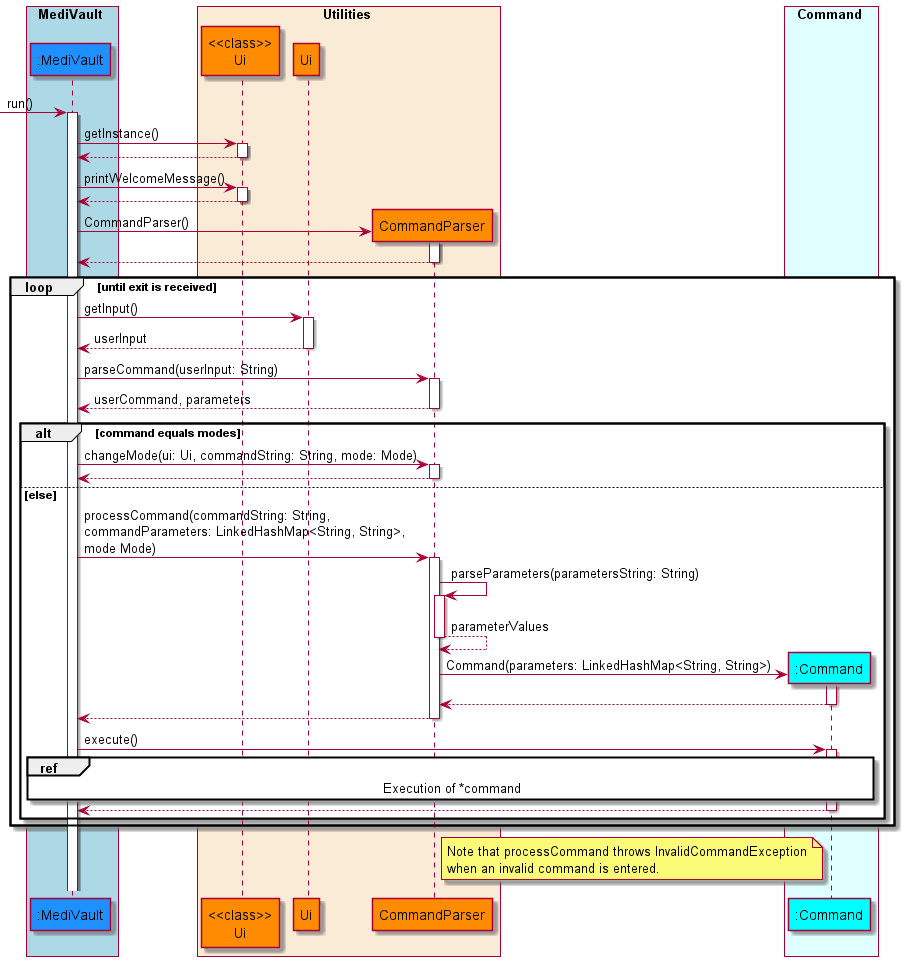 MediVault
Utilities
Command
<<class>>
Ui
Ui
:MediVault
run()
getInstance()
printWelcomeMessage()
CommandParser()
CommandParser
loop
[until exit is received]
getInput()
userInput
parseCommand(userInput: String)
userCommand, parameters
alt
[command equals modes]
changeMode(ui: Ui, commandString: String, mode: Mode)
[else]
processCommand(commandString: String,
commandParameters: LinkedHashMap<String, String>,
mode Mode)
parseParameters(parametersString: String)
parameterValues
Command(parameters: LinkedHashMap<String, String>)
:Command
execute()
ref
Execution of *command
Note that processCommand throws InvalidCommandException
when an invalid command is entered.
:MediVault
<<class>>
Ui
Ui
CommandParser
:Command